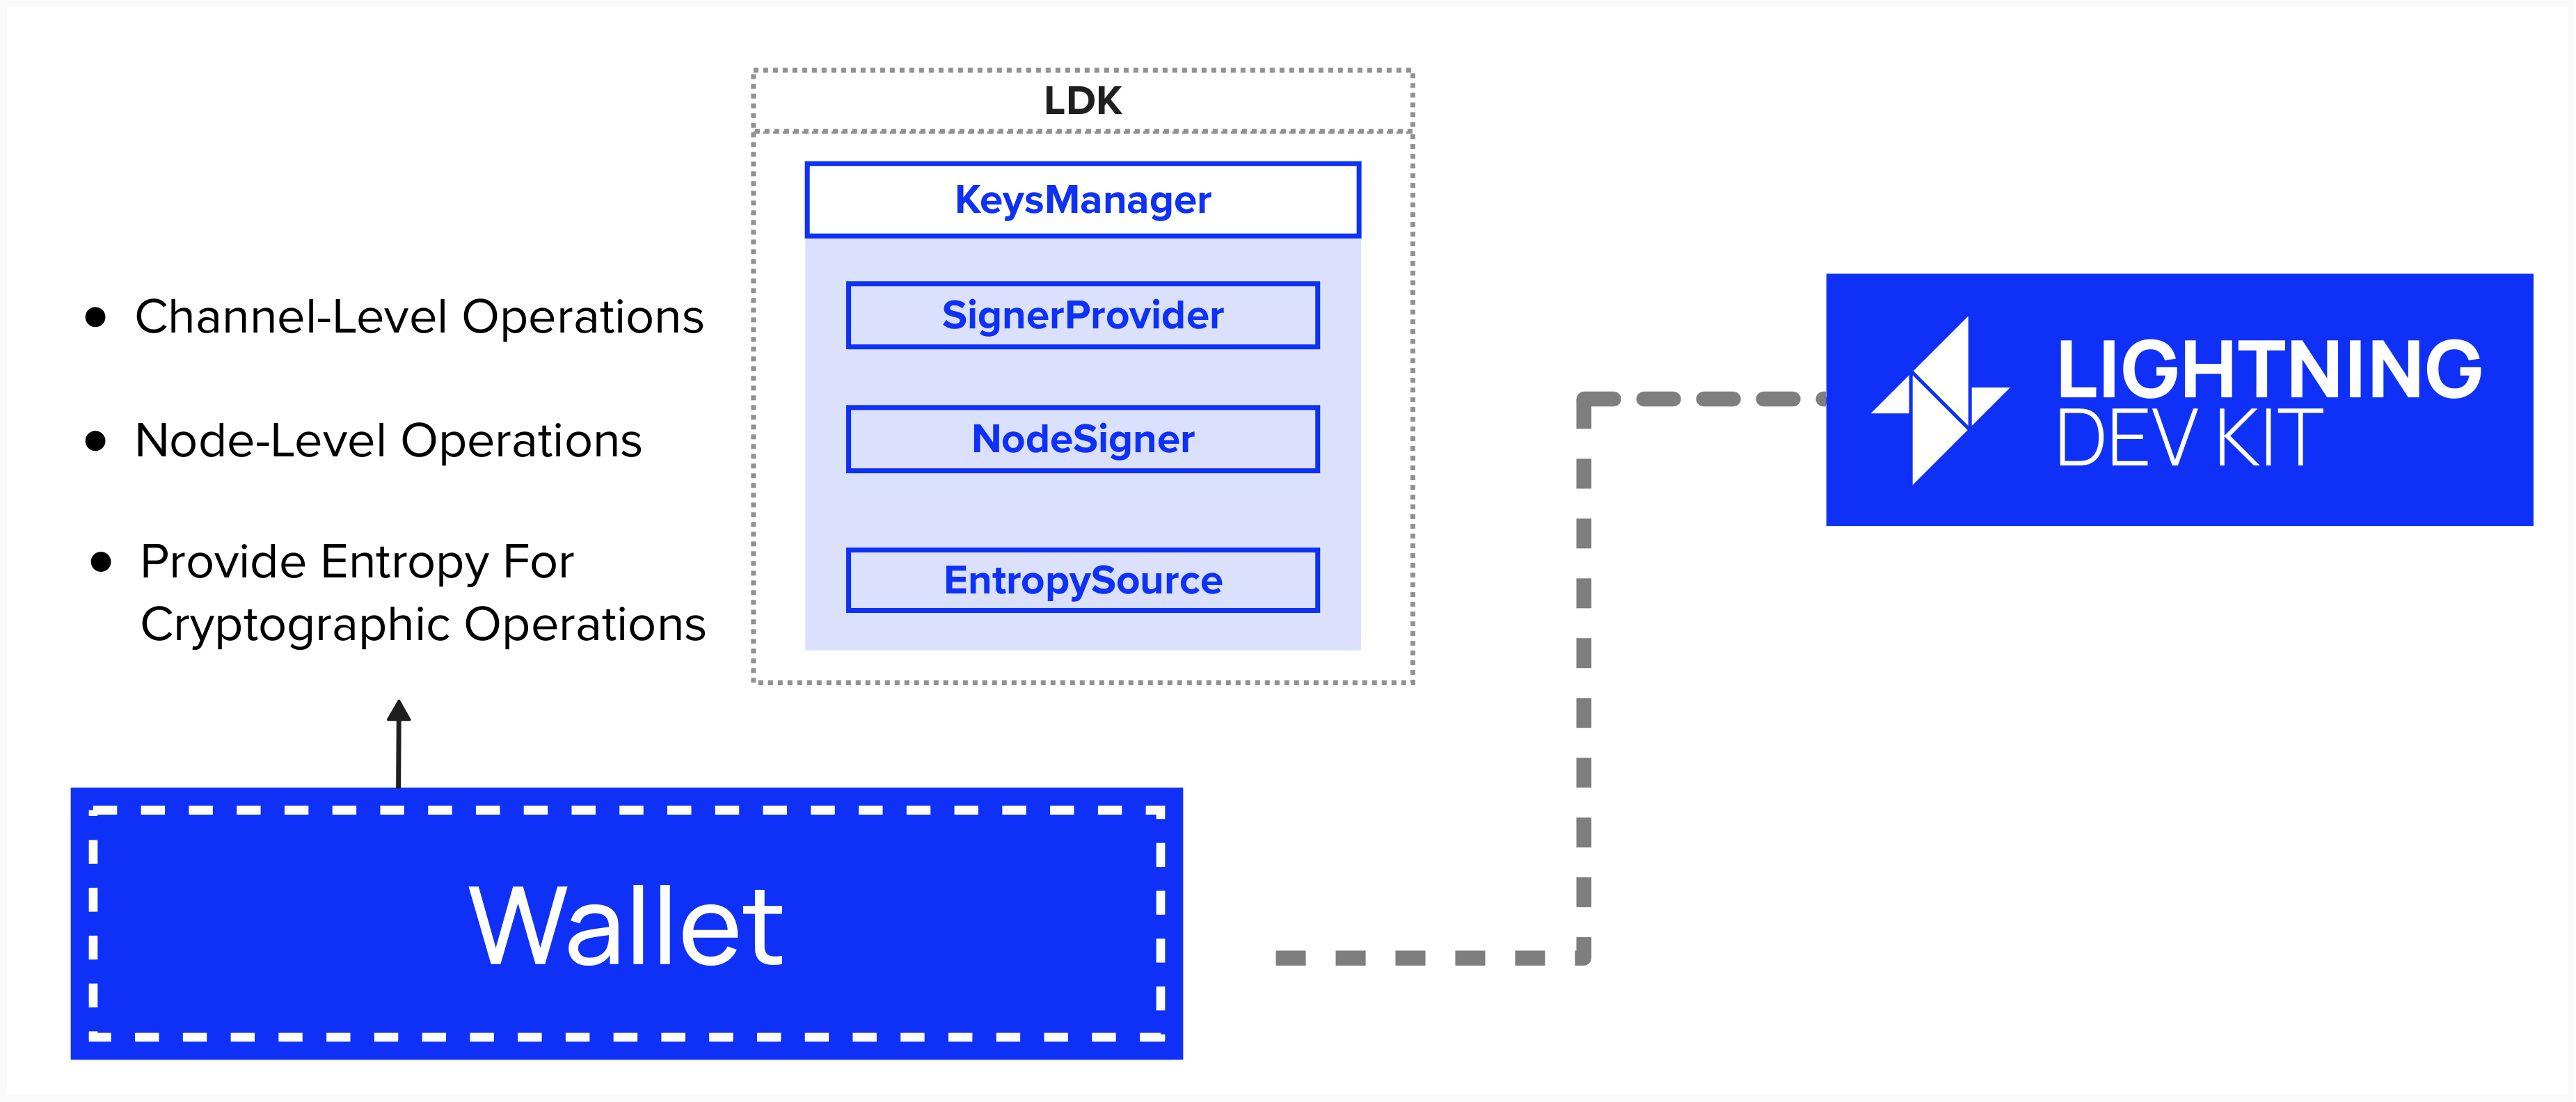 LDK
KeysManager
• Channel-Level Operations
SignerProvider
• Node-Level Operations
NodeSigner
• Provide Entropy For
Cryptographic Operations
EntropySource
LIGHTNING
DEV KIT
Wallet